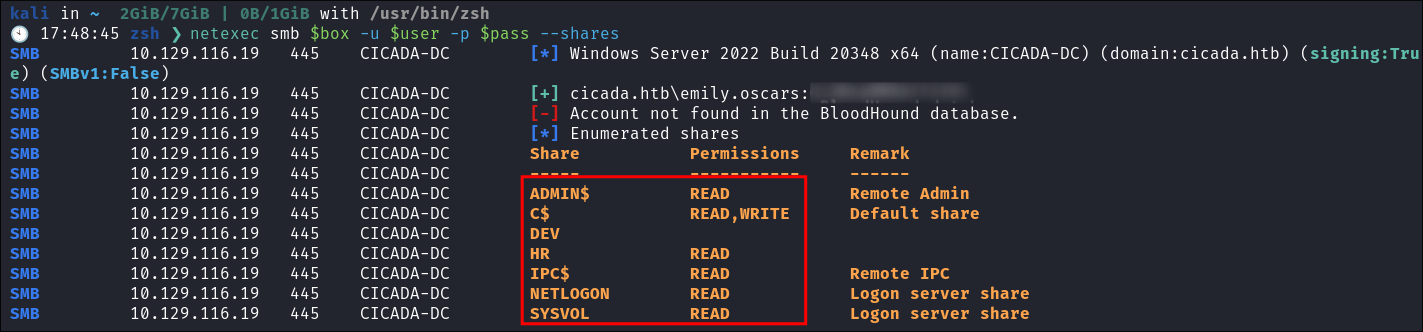 kali in ~  2GiB/7GiB | 0B/1GiB with /usr/bin/zsh
17:48:45 zsh ❯ netexec smb $box -u $user -p $pass --shares
SMB 10.129.116.19 445 CICADA-DC [*] Windows Server 2022 Build 20348 x64 (name:CICADA-DC) (domain:cicada.htb) (signing:Tru
e) (SMBv1:False)
SMB 10.129.116.19 445 CICADA-DC [+] cicada.htb\emily.oscars:
SMB 10.129.116.19 445 CICADA-DC [-] Account not found in the BloodHound database.
SMB 10.129.116.19 445 CICADA-DC [*] Enumerated shares
SMB 10.129.116.19 445 CICADA-DC Share Permissions Remark
SMB 10.129.116.19 445 CICADA-DC ----- ----------- ------
SMB 10.129.116.19 445 CICADA-DC ADMIN$ READ Remote Admin
SMB 10.129.116.19 445 CICADA-DC C$ READ,WRITE Default share
SMB 10.129.116.19 445 CICADA-DC DEV
SMB 10.129.116.19 445 CICADA-DC HR READ
SMB 10.129.116.19 445 CICADA-DC IPC$ READ Remote IPC
SMB 10.129.116.19 445 CICADA-DC NETLOGON READ Logon server share
SMB 10.129.116.19 445 CICADA-DC SYSVOL READ Logon server share